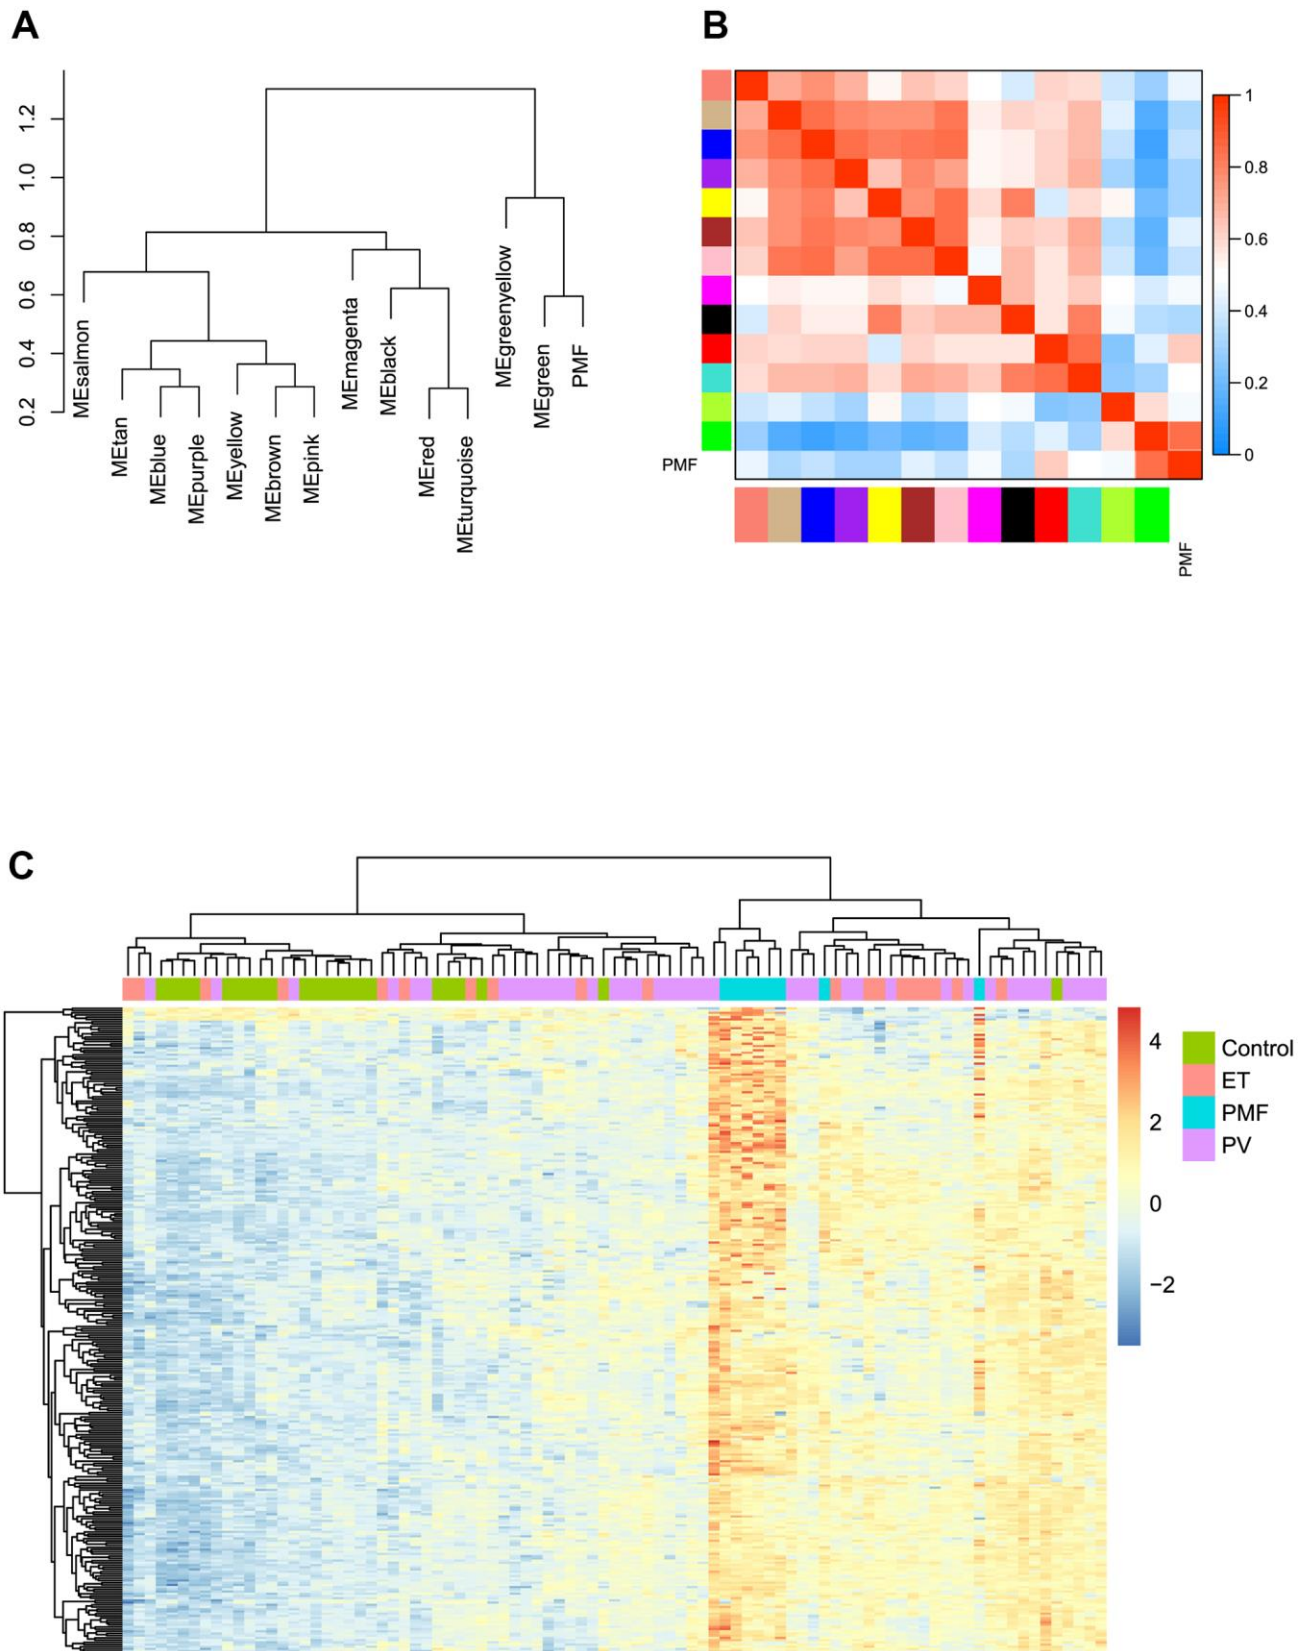 A
B
1.2
1.0
0.8
0.6
0.4
0.2
MEsalmon
MEtan
MEblue
MEpurple
MEyellow
MEbrown
MEpink
MEmagenta
MEblack
MEred
MEturquoise
MEgreenyellow
MEgreen
PMF
1
0.8
0.6
0.4
0.2
0
PMF
PMF
C
4
2
0
−2
Control
ET
PMF
PV